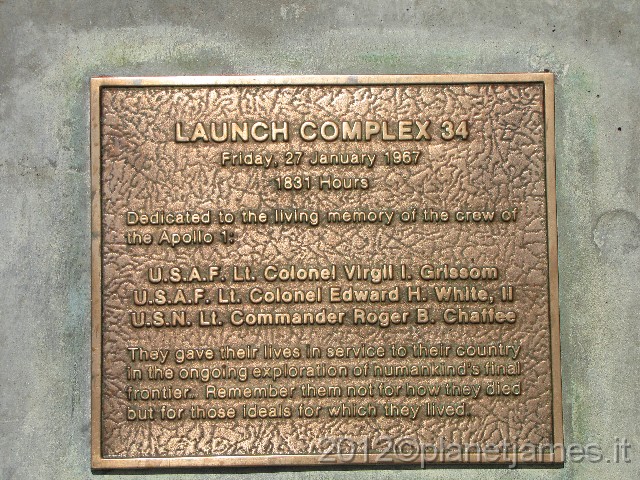 LAUNCH COMPLEX 34
Friday, 27 January 1967
1831 Hours
Dedicated to the living memory of the crew of
the Apollo 1:
U.S.A.F. Lt. Colonel Virgil I. Grissom
U.S.A.F. Lt. Colonel Edward H. White, II
U.S.N. Lt. Commander Roger B. Chaffee
They gave their lives in service to their country
in the ongoing exploration of humankind's final
frontier. Remember them not for how they died
but for those ideals for which they lived.
2012©planetjames.it